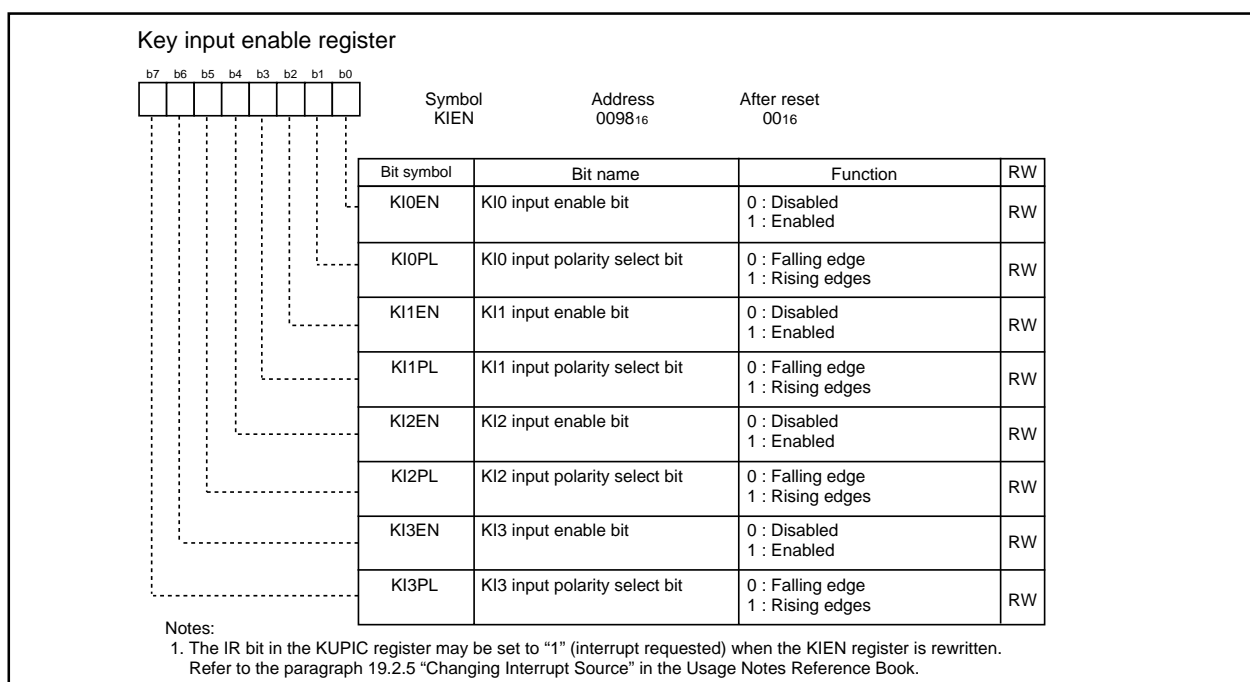 Key input enable register
b7 b6 b5 b4 b3 b2 b1 b0
Symbol Address After reset
KIEN 009816 0016
Bit symbol Bit name Function RW
KI0EN KI0 input enable bit 0 : Disabled
1 : Enabled RW
KI0PL KI0 input polarity select bit 0 : Falling edge
1 : Rising edges RW
KI1EN KI1 input enable bit 0 : Disabled
1 : Enabled RW
KI1PL KI1 input polarity select bit 0 : Falling edge
1 : Rising edges RW
KI2EN KI2 input enable bit 0 : Disabled
1 : Enabled RW
KI2PL KI2 input polarity select bit 0 : Falling edge
1 : Rising edges RW
KI3EN KI3 input enable bit 0 : Disabled
1 : Enabled RW
KI3PL KI3 input polarity select bit 0 : Falling edge
1 : Rising edges RW
Notes:
1. The IR bit in the KUPIC register may be set to “1” (interrupt requested) when the KIEN register is rewritten.
Refer to the paragraph 19.2.5 “Changing Interrupt Source” in the Usage Notes Reference Book.